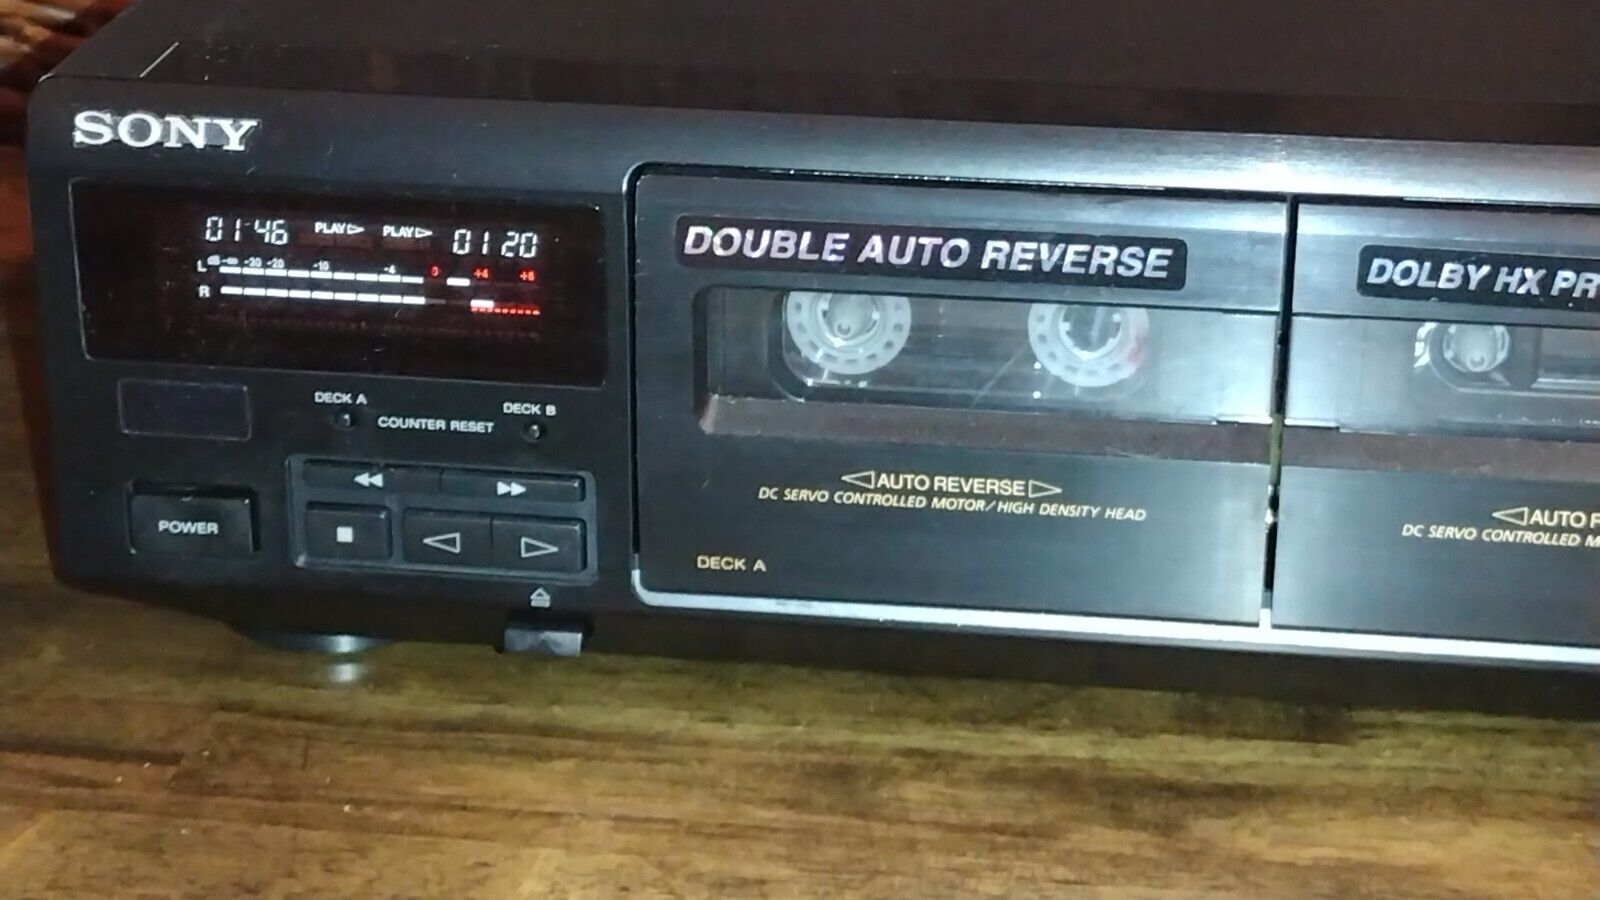 SONY
01 46 PLAY▷ PLAY▷ 01 20
L dB -∞ -30 -20 -10 -4 0 +4 +8
R
DOUBLE AUTO REVERSE
DOLBY HX PR
DECK A
COUNTER RESET
DECK B
POWER
◁AUTO REVERSE▷
DC SERVO CONTROLLED MOTOR/HIGH DENSITY HEAD
DECK A
◁AUTO R
DC SERVO CONTROLLED M